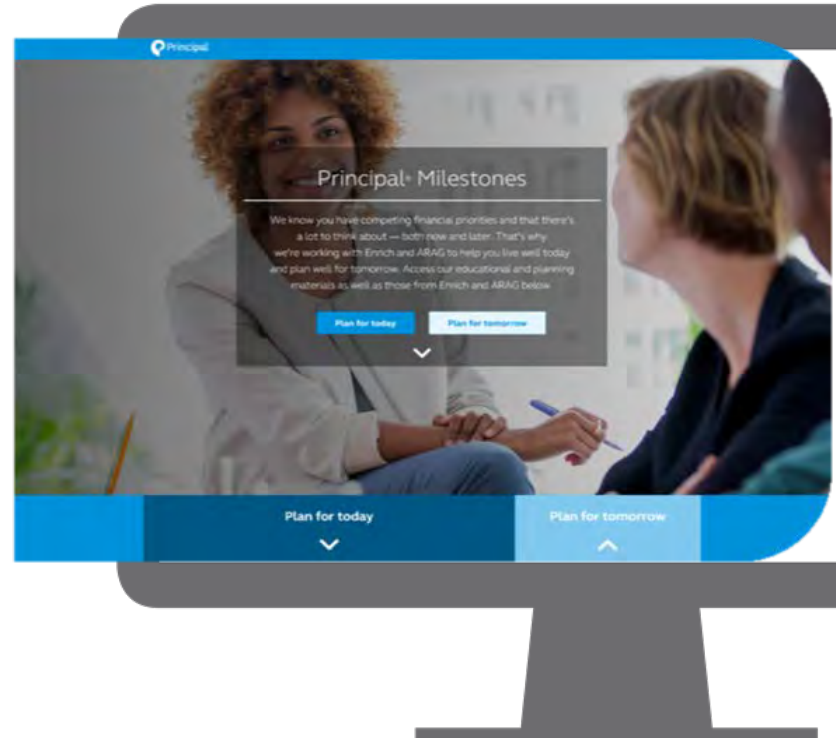 Principal
Principal® Milestones
We know you have competing financial priorities and that there's
a lot to think about — both now and later. That's why
we're working with Enrich and ARAG to help you live well today
and plan well for tomorrow. Access our educational and planning
materials as well as those from Enrich and ARAG below
Plan for today Plan for tomorrow
Plan for today Plan for tomorrow